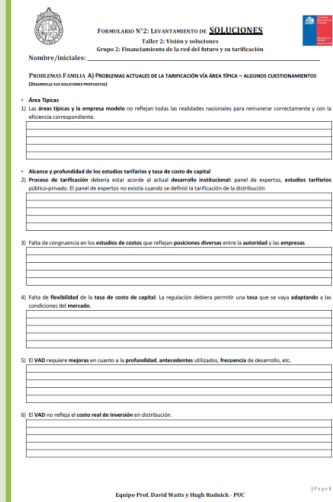 FORMULARIO N°2: LEVANTAMIENTO DE SOLUCIONES
Taller 2: Visión y soluciones
Grupo 2: Financiamiento de la red del futuro y su tarificación
Nombre/iniciales:
PROBLEMAS FAMILIA A) PROBLEMAS ACTUALES DE LA TARIFICACIÓN VÍA ÁREA TÍPICA – ALGUNOS CUESTIONAMIENTOS
(DESARROLLE SUS SOLUCIONES PROPUESTAS)
- Área Típicas
1) Las áreas típicas y la empresa modelo no reflejan todas las realidades nacionales para remunerar correctamente y con la
eficiencia correspondiente.
- Alcance y profundidad de los estudios tarifarios y tasa de costo de capital
2) Proceso de tarificación debería estar acorde al actual desarrollo institucional: panel de expertos, estudios tarifarios
público-privado. El panel de expertos no existía cuando se definió la tarificación de la distribución
3) Falta de congruencia en los estudios de costos que reflejan posiciones diversas entre la autoridad y las empresas
4) Falta de flexibilidad de la tasa de costo de capital. La regulación debiera permitir una tasa que se vaya adaptando a las
condiciones del mercado.
5) El VAD requiere mejoras en cuanto a la profundidad, antecedentes utilizados, frecuencia de desarrollo, etc.
6) El VAD no refleja el costo real de inversión en distribución.
| P a g e 1
Equipo Prof. David Watts y Hugh Rudnick - PUC